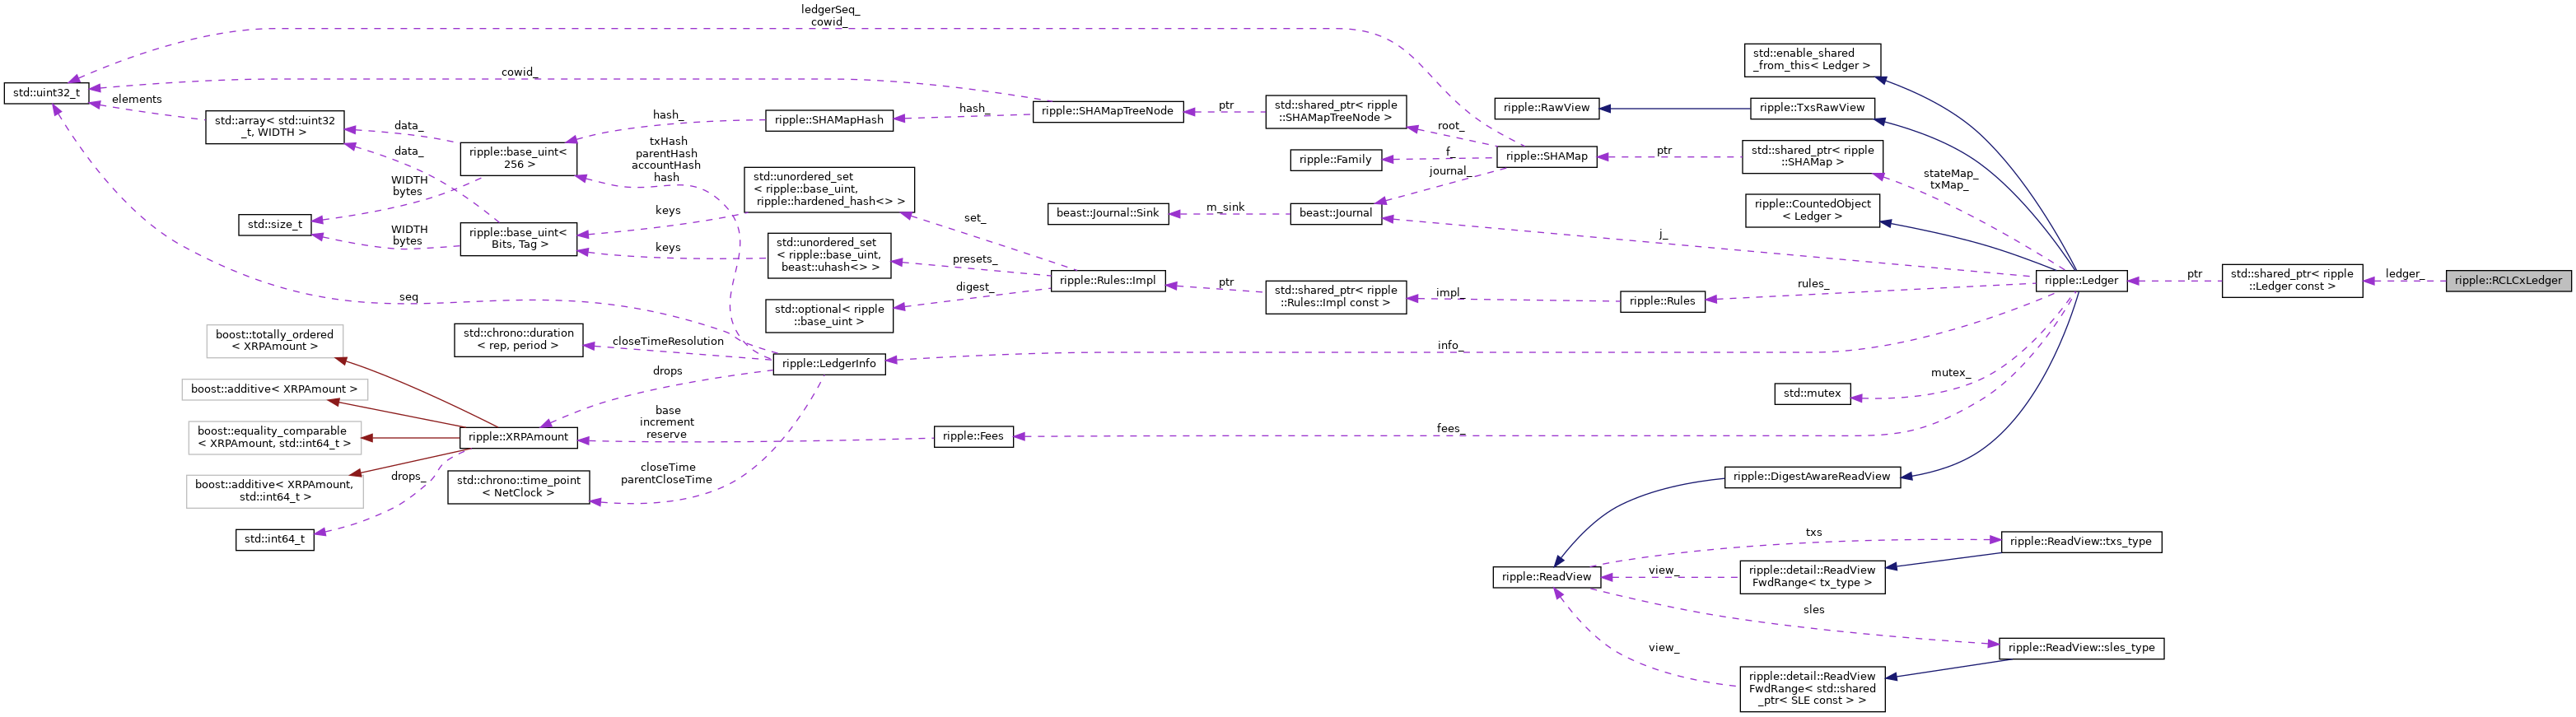 ledgerSeq_
cowid_
std::enable_shared
_from_this< Ledger >
cowid_
std::uint32_t
elements
std::array< std::uint32
_t, WIDTH >
data_
data_
hash_
ripple::SHAMapHash
hash_
ripple::SHAMapTreeNode
ptr
std::shared_ptr< ripple
::SHAMapTreeNode >
root_
ripple::RawView
ripple::TxsRawView
ripple::base_uint<
256 >
txHash
parentHash
accountHash
hash
ripple::Family
f_
journal_
ripple::SHAMap
ptr
std::shared_ptr< ripple
::SHAMap >
stateMap_
txMap_
WIDTH
bytes
std::unordered_set
< ripple::base_uint,
ripple::hardened_hash<> >
std::size_t
WIDTH
bytes
ripple::base_uint<
Bits, Tag >
keys
keys
set_
beast::Journal::Sink
m_sink
beast::Journal
ripple::CountedObject
< Ledger >
j_
std::unordered_set
< ripple::base_uint,
beast::uhash<> >
presets_
digest_
ripple::Rules::Impl
ptr
std::shared_ptr< ripple
::Rules::Impl const >
impl_
ripple::Rules
rules_
ripple::Ledger
ptr
std::shared_ptr< ripple
::Ledger const >
ledger_
ripple::RCLCxLedger
seq
std::optional< ripple
::base_uint >
boost::totally_ordered
< XRPAmount >
std::chrono::duration
< rep, period >
closeTimeResolution
ripple::LedgerInfo
info_
drops
boost::additive< XRPAmount >
std::mutex
mutex_
base
increment
reserve
boost::equality_comparable
< XRPAmount, std::int64_t >
ripple::XRPAmount
ripple::Fees
fees_
closeTime
parentCloseTime
boost::additive< XRPAmount,
std::int64_t >
drops_
std::chrono::time_point
< NetClock >
ripple::DigestAwareReadView
std::int64_t
txs
ripple::ReadView::txs_type
ripple::ReadView
view_
ripple::detail::ReadView
FwdRange< tx_type >
sles
ripple::ReadView::sles_type
view_
ripple::detail::ReadView
FwdRange< std::shared
_ptr< SLE const > >